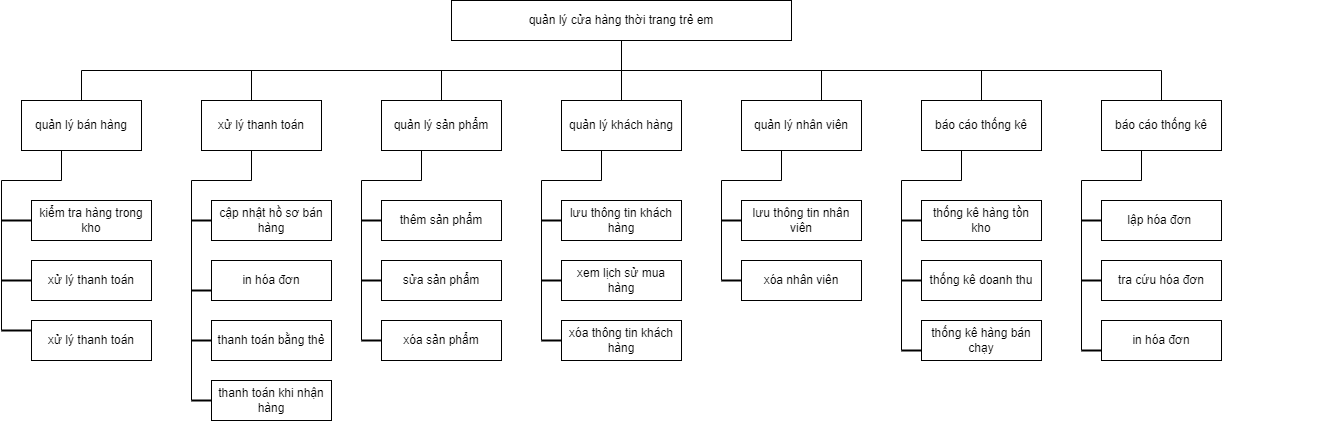 quản lý cửa hàng thời trang trẻ em
quản lý bán hàng
xử lý thanh toán
quản lý sản phẩm
quản lý khách hàng
quản lý nhân viên
báo cáo thống kê
báo cáo thống kê
kiểm tra hàng trong
kho
xử lý thanh toán
xử lý thanh toán
cập nhật hồ sơ bán
hàng
in hóa đơn
thanh toán bằng thẻ
thanh toán khi nhận
hàng
thêm sản phẩm
sửa sản phẩm
xóa sản phẩm
lưu thông tin khách
hàng
xem lịch sử mua
hàng
xóa thông tin khách
hàng
lưu thông tin nhân
viên
xóa nhân viên
thống kê hàng tồn
kho
thống kê doanh thu
thống kê hàng bán
chạy
lập hóa đơn
tra cứu hóa đơn
in hóa đơn